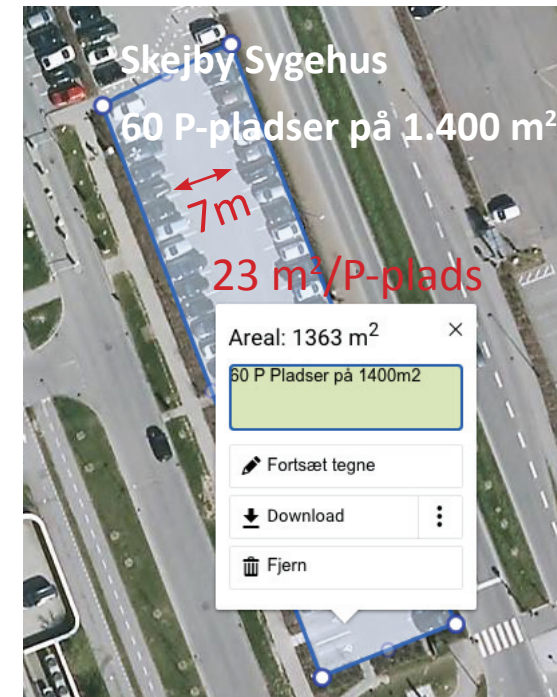 Skejby Sygehus
60 P-pladser på 1.400 m²
7m
23 m²/P-plads
Areal: 1363 m²
60 P Pladser på 1400m2
Fortsæt tegne
Download
Fjern